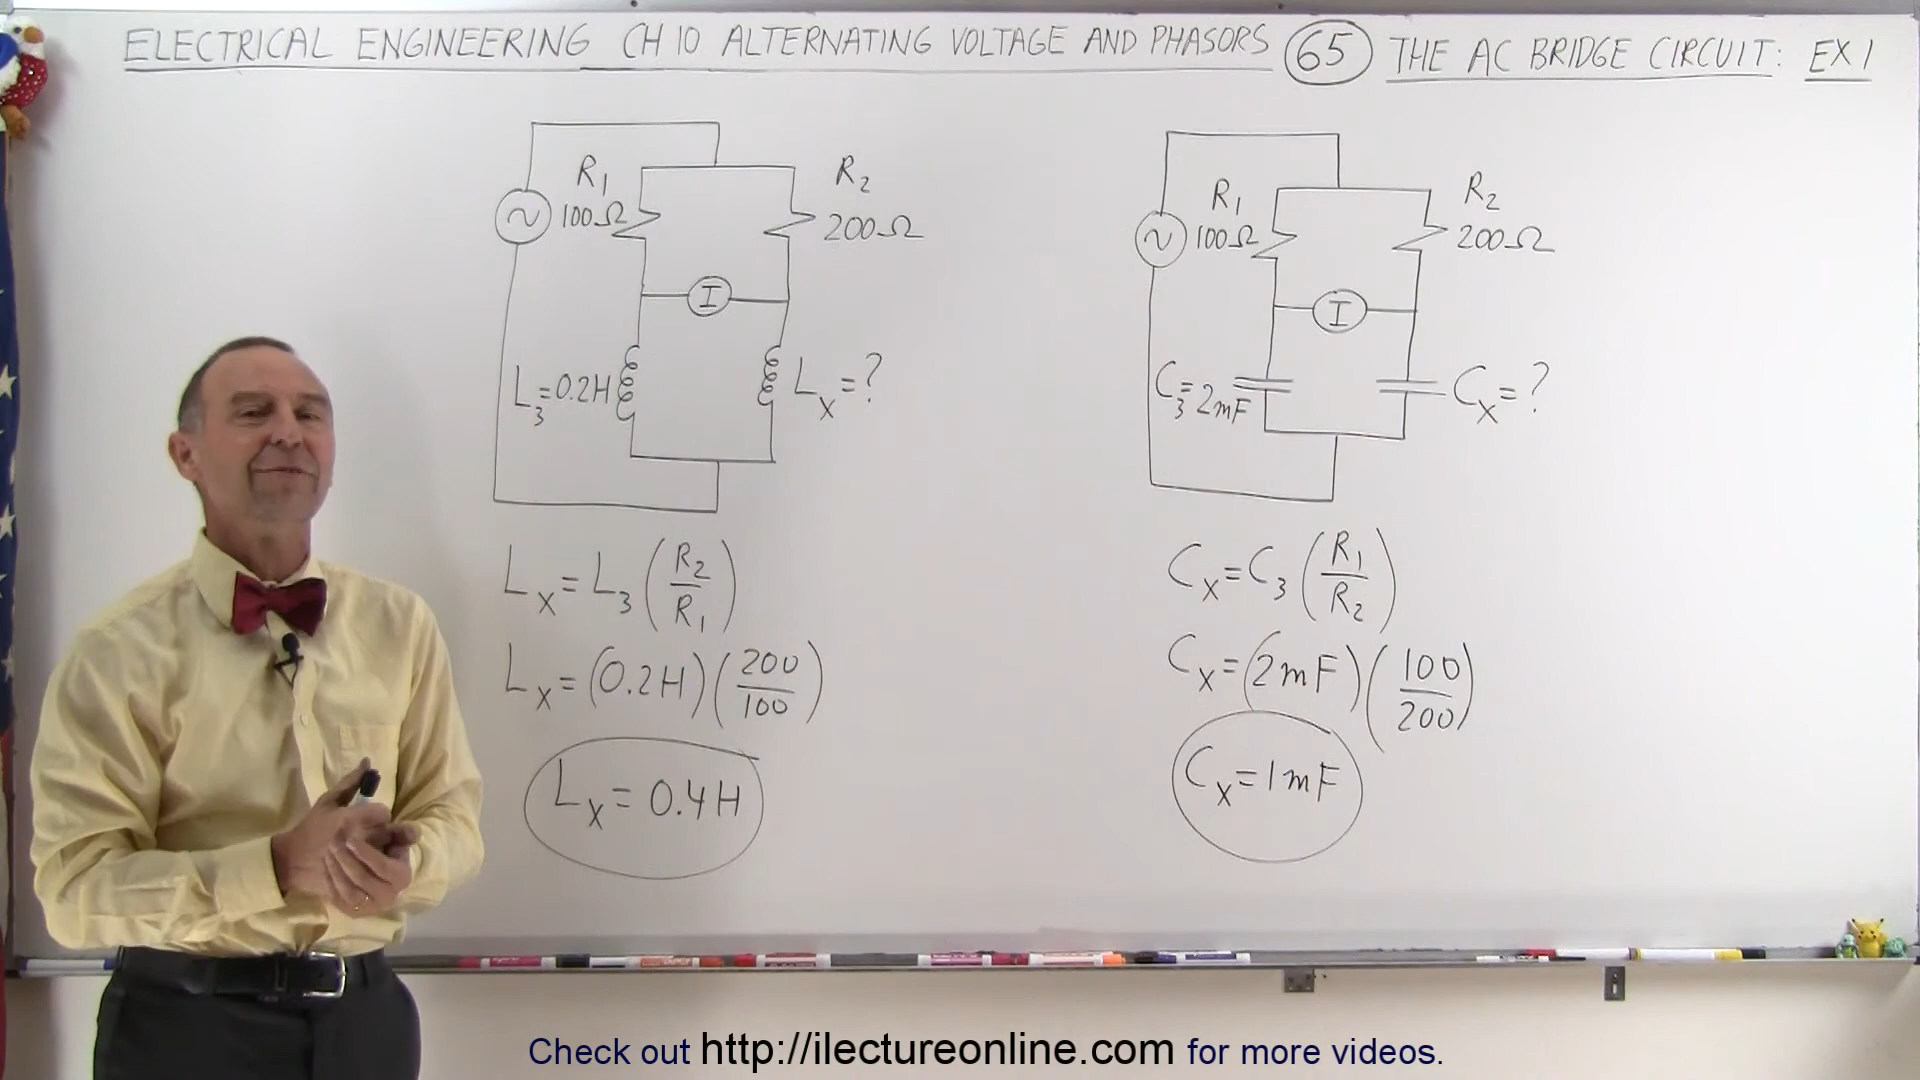 ELECTRICAL ENGINEERING CH 10 ALTERNATING VOLTAGE AND PHASORS 65 THE AC BRIDGE CIRCUIT: EX 1
R1
100Ω
R2
200Ω
~
I
L3=0.2H
Lx=?
Lx=L3(R2/R1)
Lx=(0.2H)(200/100)
Lx=0.4H
R1
100Ω
R2
200Ω
~
I
C3=2mF
Cx=?
Cx=C3(R1/R2)
Cx=(2mF)(100/200)
Cx=1mF
Check out http://ilectureonline.com for more videos.